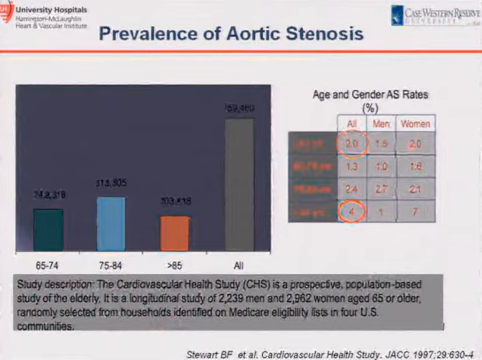 University Hospitals
Harrington-McLaughlin
Heart & Vascular Institute
CASE WESTERN RESERVE
UNIVERSITY
Prevalence of Aortic Stenosis
Age and Gender AS Rates
(%)
All Men Women
2.0 1.5 2.0
1.3 1.0 1.6
2.4 2.7 2.1
4 1 7
65-74
75-84
>85
All
Study description: The Cardiovascular Health Study (CHS) is a prospective, population-based
study of the elderly. It is a longitudinal study of 2,239 men and 2,962 women aged 65 or older,
randomly selected from households identified on Medicare eligibility lists in four U.S.
communities.
Stewart BF et al. Cardiovascular Health Study. JACC 1997;29:630-4